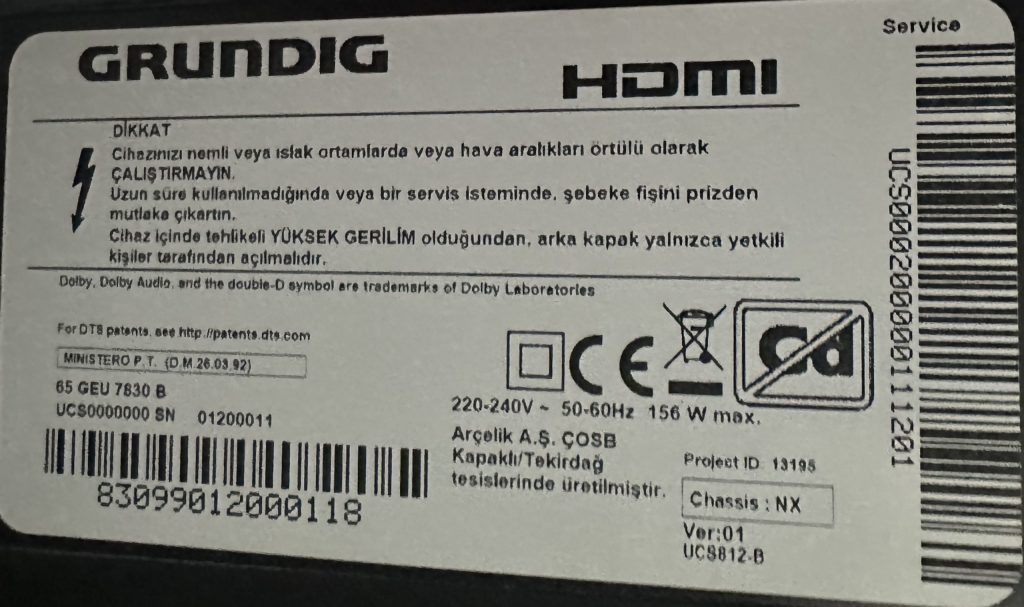 GRUNDIG
HDMI
Service
DİKKAT
Cihazınızı nemli veya ıslak ortamlarda veya hava aralıkları örtülü olarak
ÇALIŞTIRMAYIN.
Uzun süre kullanılmadığında veya bir servis isteminde, şebeke fişini prizden
mutlaka çıkartın.
Cihaz içinde tehlikeli YÜKSEK GERİLİM olduğundan, arka kapak yalnızca yetkili
kişiler tarafından açılmalıdır.
Dolby, Dolby Audio, and the double-D symbol are trademarks of Dolby Laboratories
For DTS patents, see http://patents.dts.com
MINISTERO P.T. (D.M.26.03.92)
65 GEU 7830 B
UCS0000000 SN 01200011
83099012000118
CE
Cd
220-240V ~ 50-60Hz 156 W max.
Arçelik A.Ş. ÇOSB
Kapaklı/Tekirdağ
tesislerinde üretilmiştir.
Project ID: 13195
Chassis : NX
Ver:01
UCS812-B
UCS000200000111201